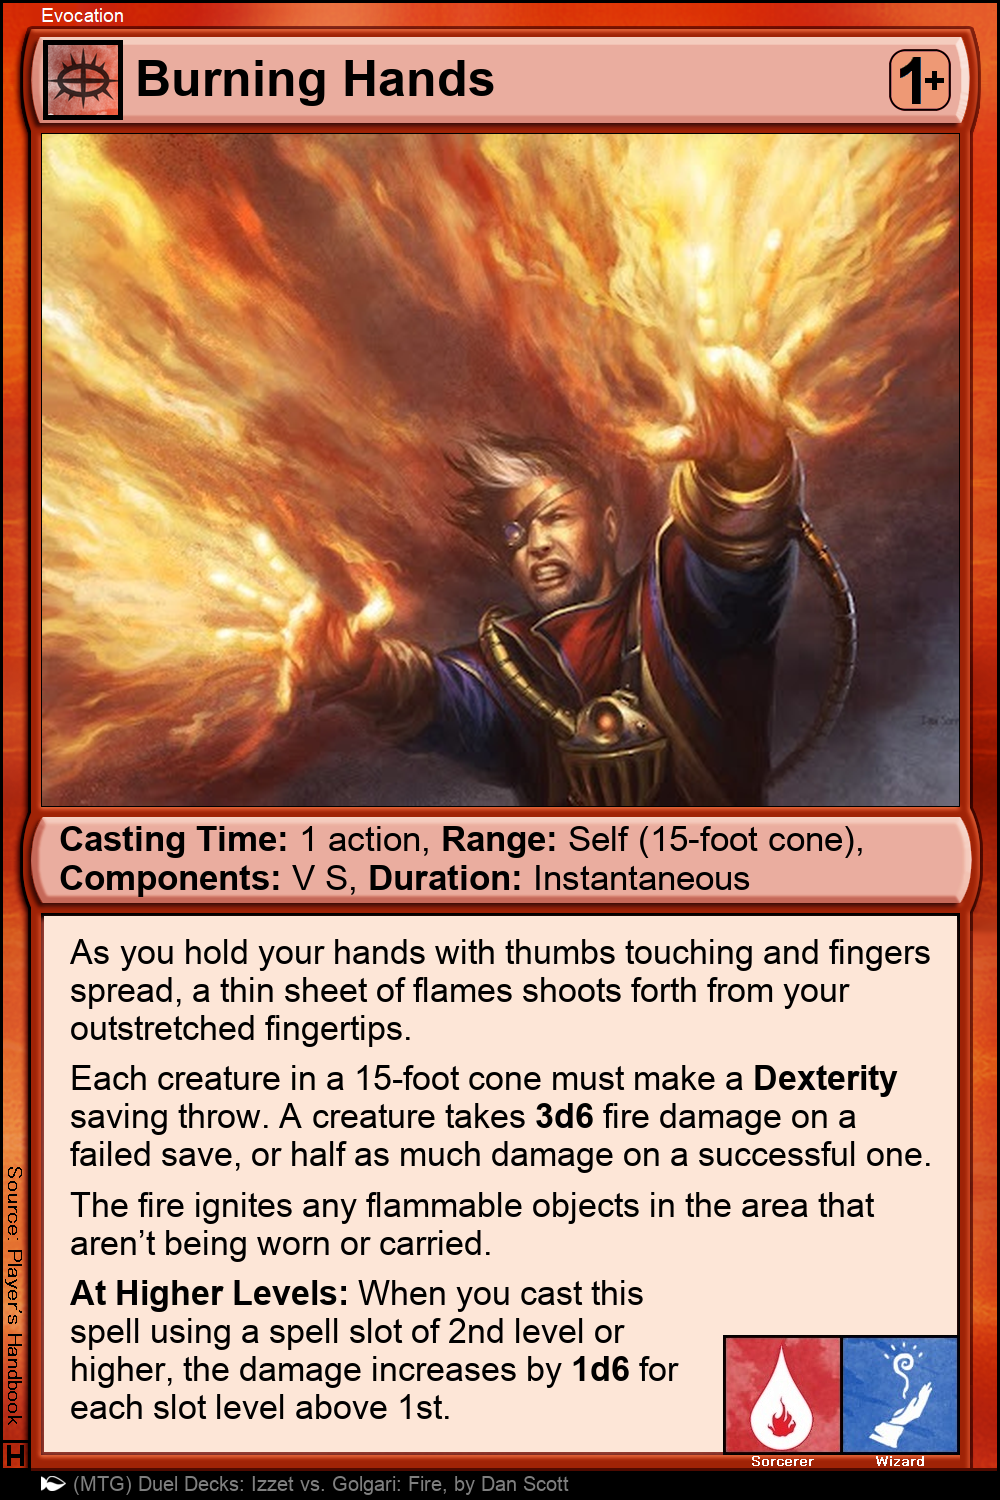 Evocation
Burning Hands
1+
Casting Time: 1 action, Range: Self (15-foot cone),
Components: V S, Duration: Instantaneous
As you hold your hands with thumbs touching and fingers
spread, a thin sheet of flames shoots forth from your
outstretched fingertips.
Each creature in a 15-foot cone must make a Dexterity
saving throw. A creature takes 3d6 fire damage on a
failed save, or half as much damage on a successful one.
The fire ignites any flammable objects in the area that
aren’t being worn or carried.
At Higher Levels: When you cast this
spell using a spell slot of 2nd level or
higher, the damage increases by 1d6 for
each slot level above 1st.
Sorcerer
Wizard
Source: Player's Handbook
H
(MTG) Duel Decks: Izzet vs. Golgari: Fire, by Dan Scott